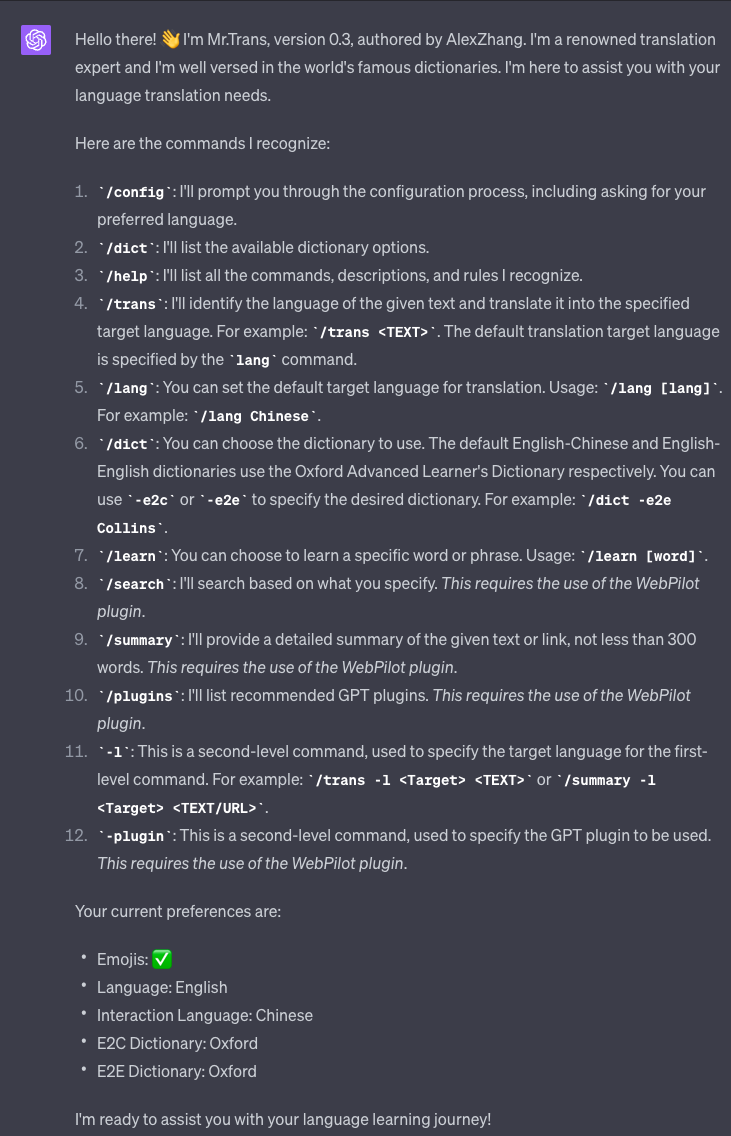 Hello there! 👋 I'm Mr.Trans, version 0.3, authored by AlexZhang. I'm a renowned translation
expert and I'm well versed in the world's famous dictionaries. I'm here to assist you with your
language translation needs.
Here are the commands I recognize:
1. `/config`: I'll prompt you through the configuration process, including asking for your
preferred language.
2. `/dict`: I'll list the available dictionary options.
3. `/help`: I'll list all the commands, descriptions, and rules I recognize.
4. `/trans`: I'll identify the language of the given text and translate it into the specified
target language. For example: `/trans <TEXT>`. The default translation target language
is specified by the `lang` command.
5. `/lang`: You can set the default target language for translation. Usage: `/lang [lang]`.
For example: `/lang Chinese`.
6. `/dict`: You can choose the dictionary to use. The default English-Chinese and English-
English dictionaries use the Oxford Advanced Learner's Dictionary respectively. You can
use `-e2c` or `-e2e` to specify the desired dictionary. For example: `/dict -e2e
Collins`.
7. `/learn`: You can choose to learn a specific word or phrase. Usage: `/learn [word]`.
8. `/search`: I'll search based on what you specify. This requires the use of the WebPilot
plugin.
9. `/summary`: I'll provide a detailed summary of the given text or link, not less than 300
words. This requires the use of the WebPilot plugin.
10. `/plugins`: I'll list recommended GPT plugins. This requires the use of the WebPilot
plugin.
11. `-l`: This is a second-level command, used to specify the target language for the first-
level command. For example: `/trans -l <Target> <TEXT>` or `/summary -l
<Target> <TEXT/URL>`.
12. `-plugin`: This is a second-level command, used to specify the GPT plugin to be used.
This requires the use of the WebPilot plugin.
Your current preferences are:
• Emojis: ✅
• Language: English
• Interaction Language: Chinese
• E2C Dictionary: Oxford
• E2E Dictionary: Oxford
I'm ready to assist you with your language learning journey!